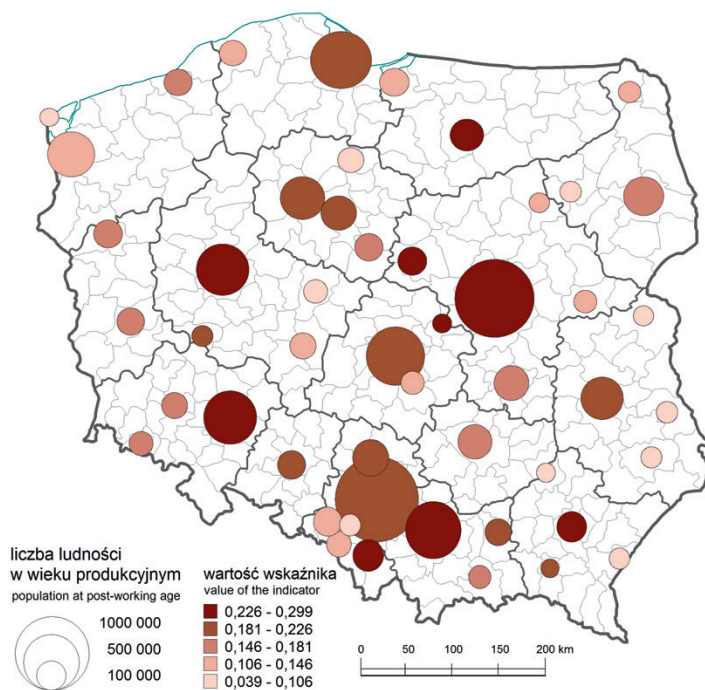 liczba ludności
w wieku produkcyjnym
population at post-working age
1000 000
500 000
100 000
wartość wskaźnika
value of the indicator
0,226 - 0,299
0,181 - 0,226
0,146 - 0,181
0,106 - 0,146
0,039 - 0,106
0 50 100 150 200 km